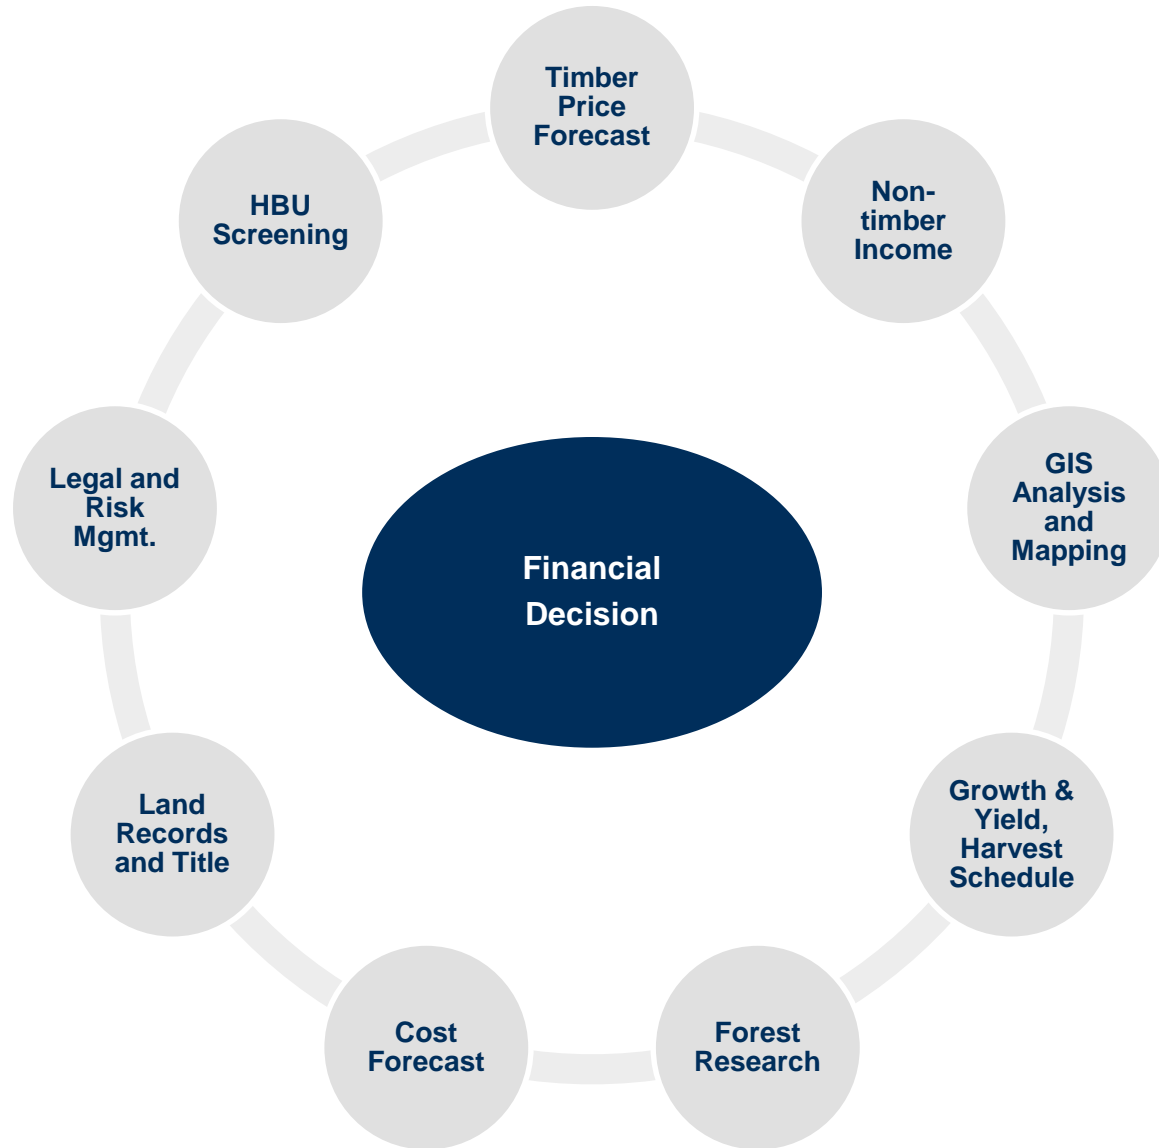 Timber
Price
Forecast
Non-
timber
Income
GIS
Analysis
and
Mapping
Growth &
Yield,
Harvest
Schedule
Forest
Research
Cost
Forecast
Land
Records
and Title
Legal and
Risk
Mgmt.
HBU
Screening
Financial
Decision